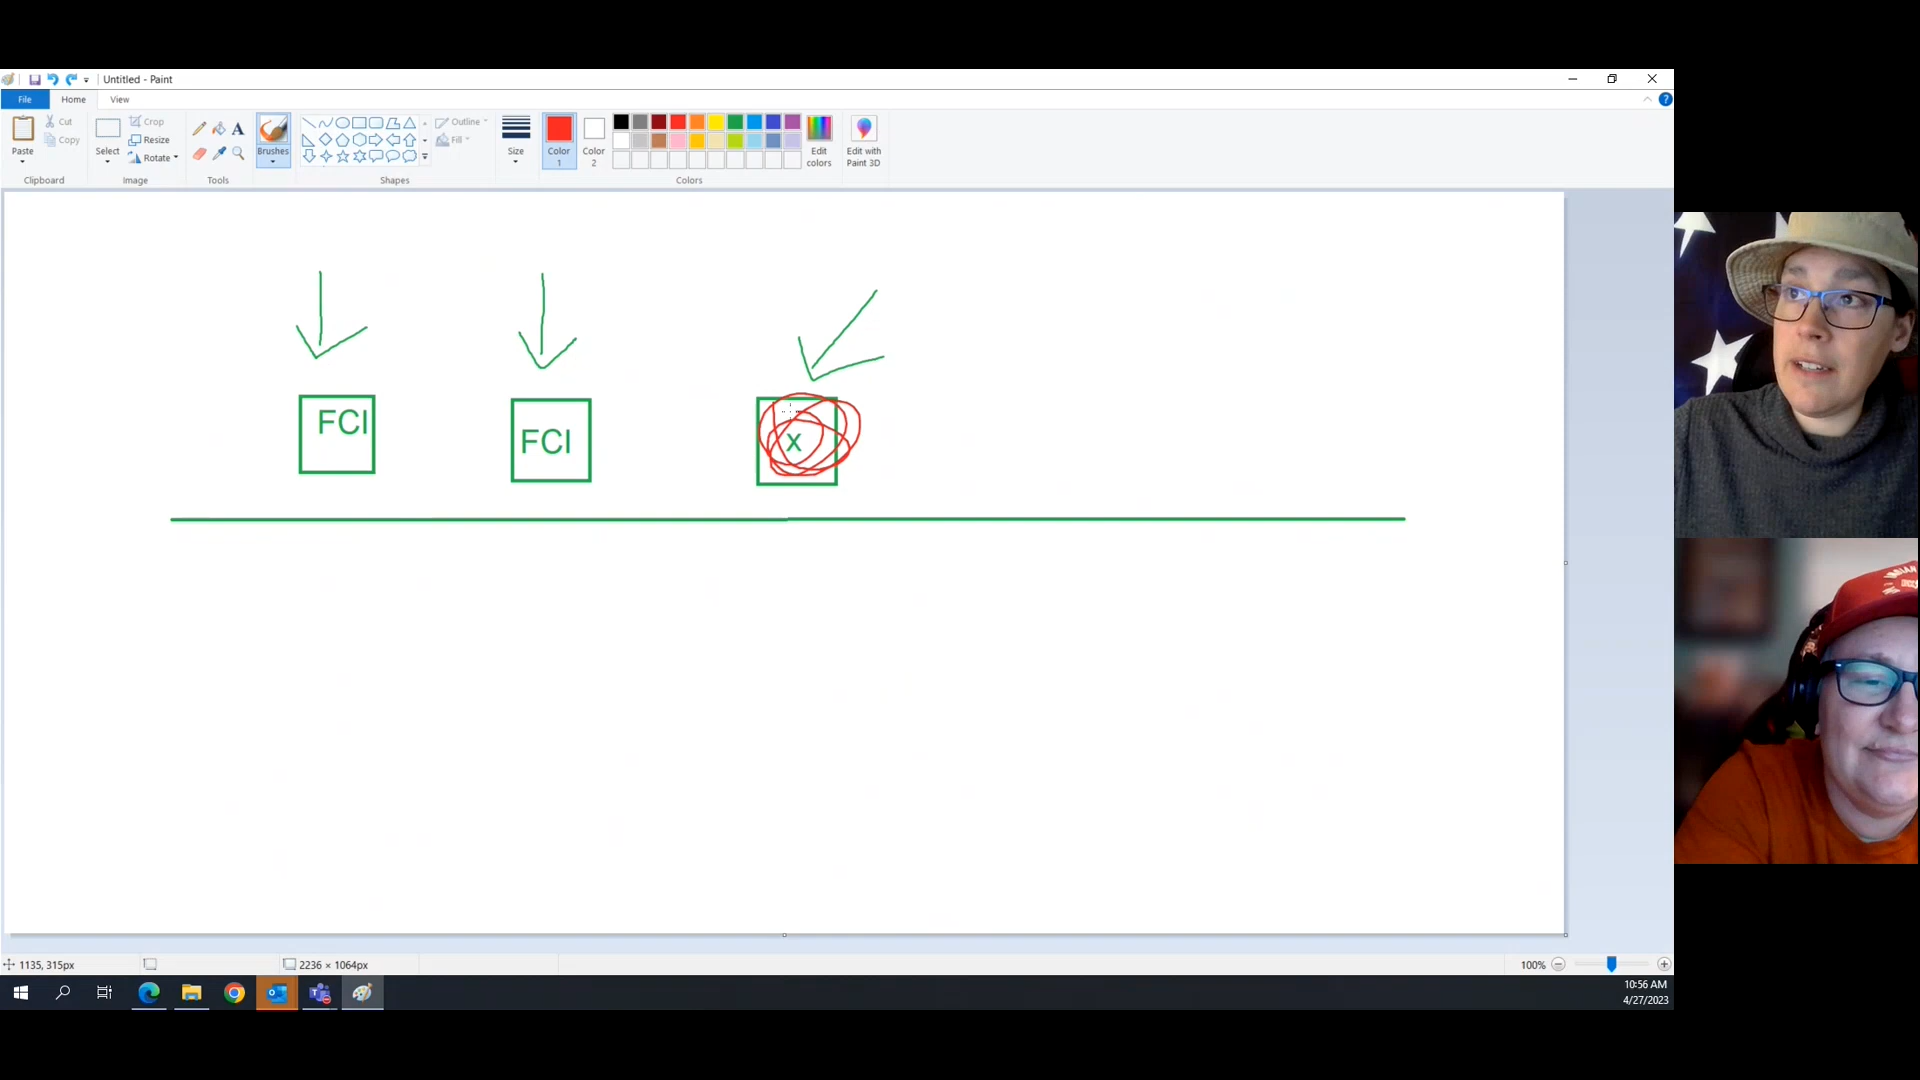 Untitled - Paint
File Home View
Paste
Cut
Copy
Clipboard
Select
Crop
Resize
Rotate
Image
A
Tools
Brushes
Outline
Fill
Shapes
Size
Color
1
Color
2
Edit
colors
Colors
Edit with
Paint 3D
FCI
FCI
x
1135, 315px
2236 × 1064px
100%
10:56 AM
4/27/2023